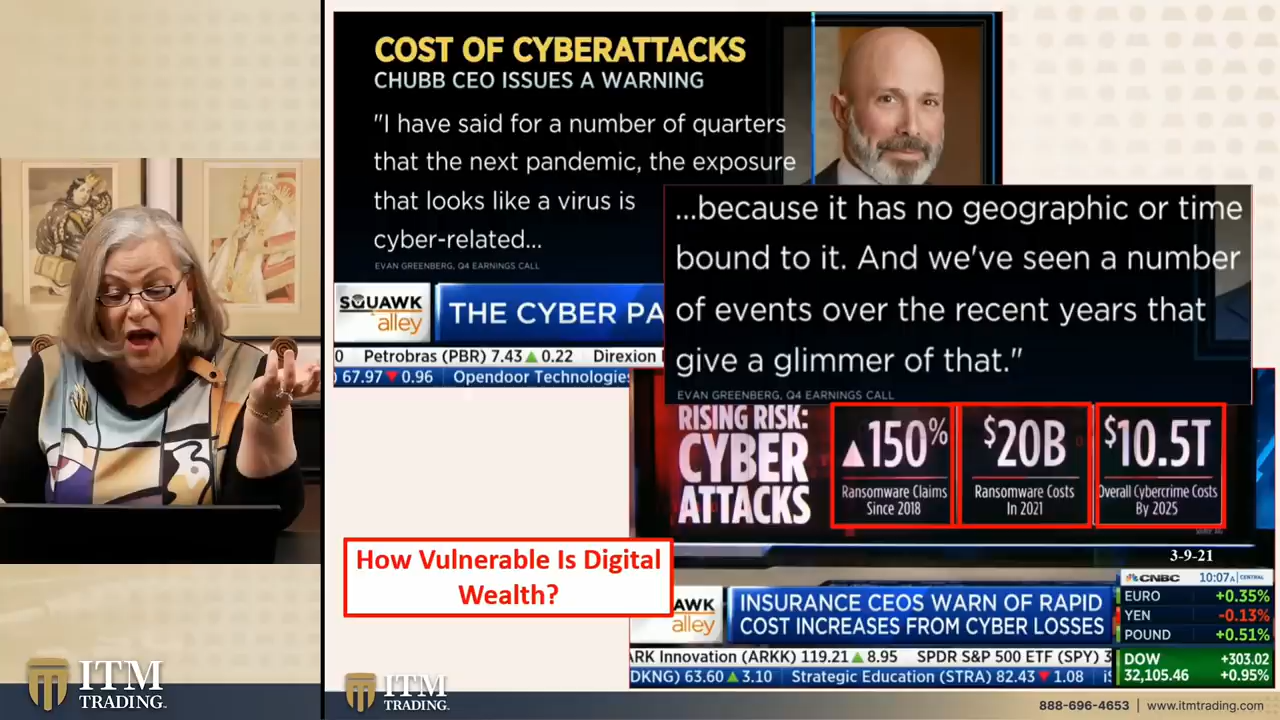 COST OF CYBERATTACKS
CHUBB CEO ISSUES A WARNING
"I have said for a number of quarters
that the next pandemic, the exposure
that looks like a virus is
cyber-related...
EVAN GREENBERG, Q4 EARNINGS CALL
...because it has no geographic or time
bound to it. And we've seen a number
of events over the recent years that
give a glimmer of that."
EVAN GREENBERG, Q4 EARNINGS CALL
SQUAWK
alley
THE CYBER PA
0 Petrobras (PBR) 7.43 ▲ 0.22 Direxion
67.97 ▼ 0.96 Opendoor Technologies
RISING RISK:
CYBER
ATTACKS
▲150%
Ransomware Claims
Since 2018
$20B
Ransomware Costs
In 2021
$10.5T
Overall Cybercrime Costs
By 2025
3-9-21
How Vulnerable Is Digital
Wealth?
AWK
alley
INSURANCE CEOS WARN OF RAPID
COST INCREASES FROM CYBER LOSSES
CNBC 10:07A CENTRAL
EURO +0.35%
YEN -0.13%
POUND +0.51%
DOW +303.02
32,105.46 +0.95%
ARK Innovation (ARKK) 119.21 ▲ 8.95 SPDR S&P 500 ETF (SPY) 3
DKNG) 63.60 ▲ 3.10 Strategic Education (STRA) 82.43 ▼ 1.08
ITM
TRADING
ITM
TRADING
888-696-4653 | www.itmtrading.com